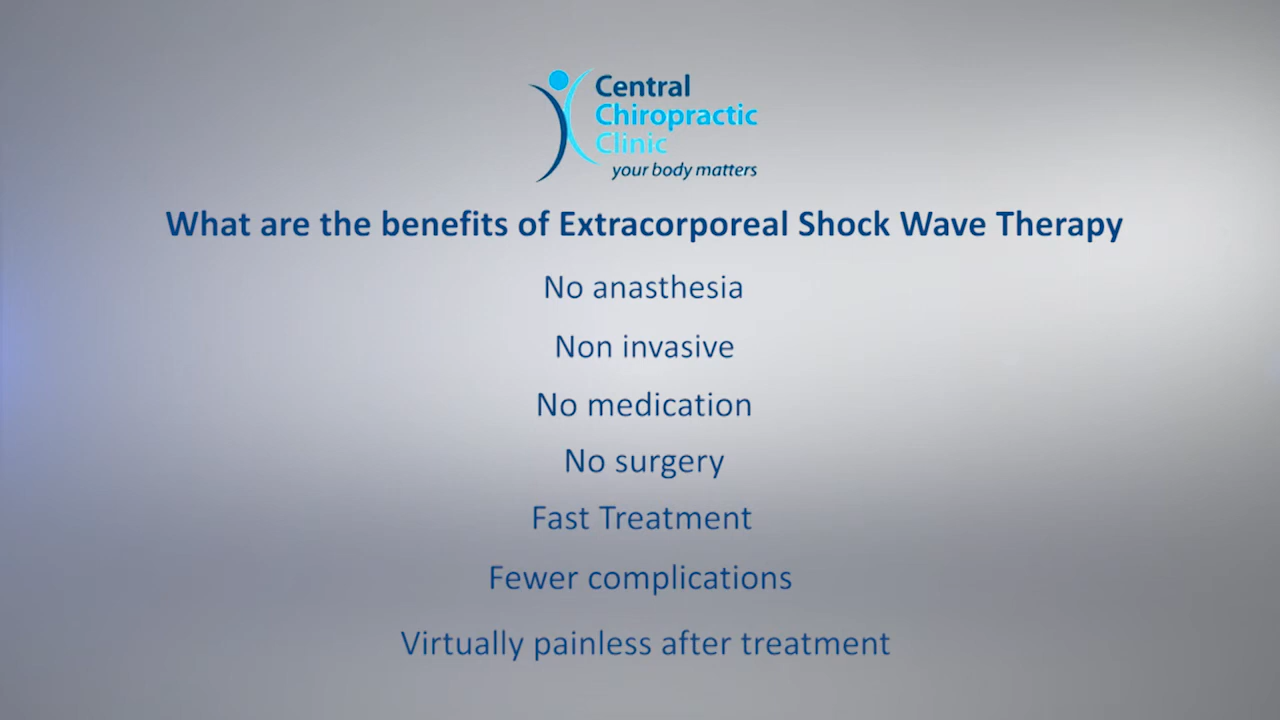 Central
Chiropractic
Clinic
your body matters
What are the benefits of Extracorporeal Shock Wave Therapy
No anasthesia
Non invasive
No medication
No surgery
Fast Treatment
Fewer complications
Virtually painless after treatment